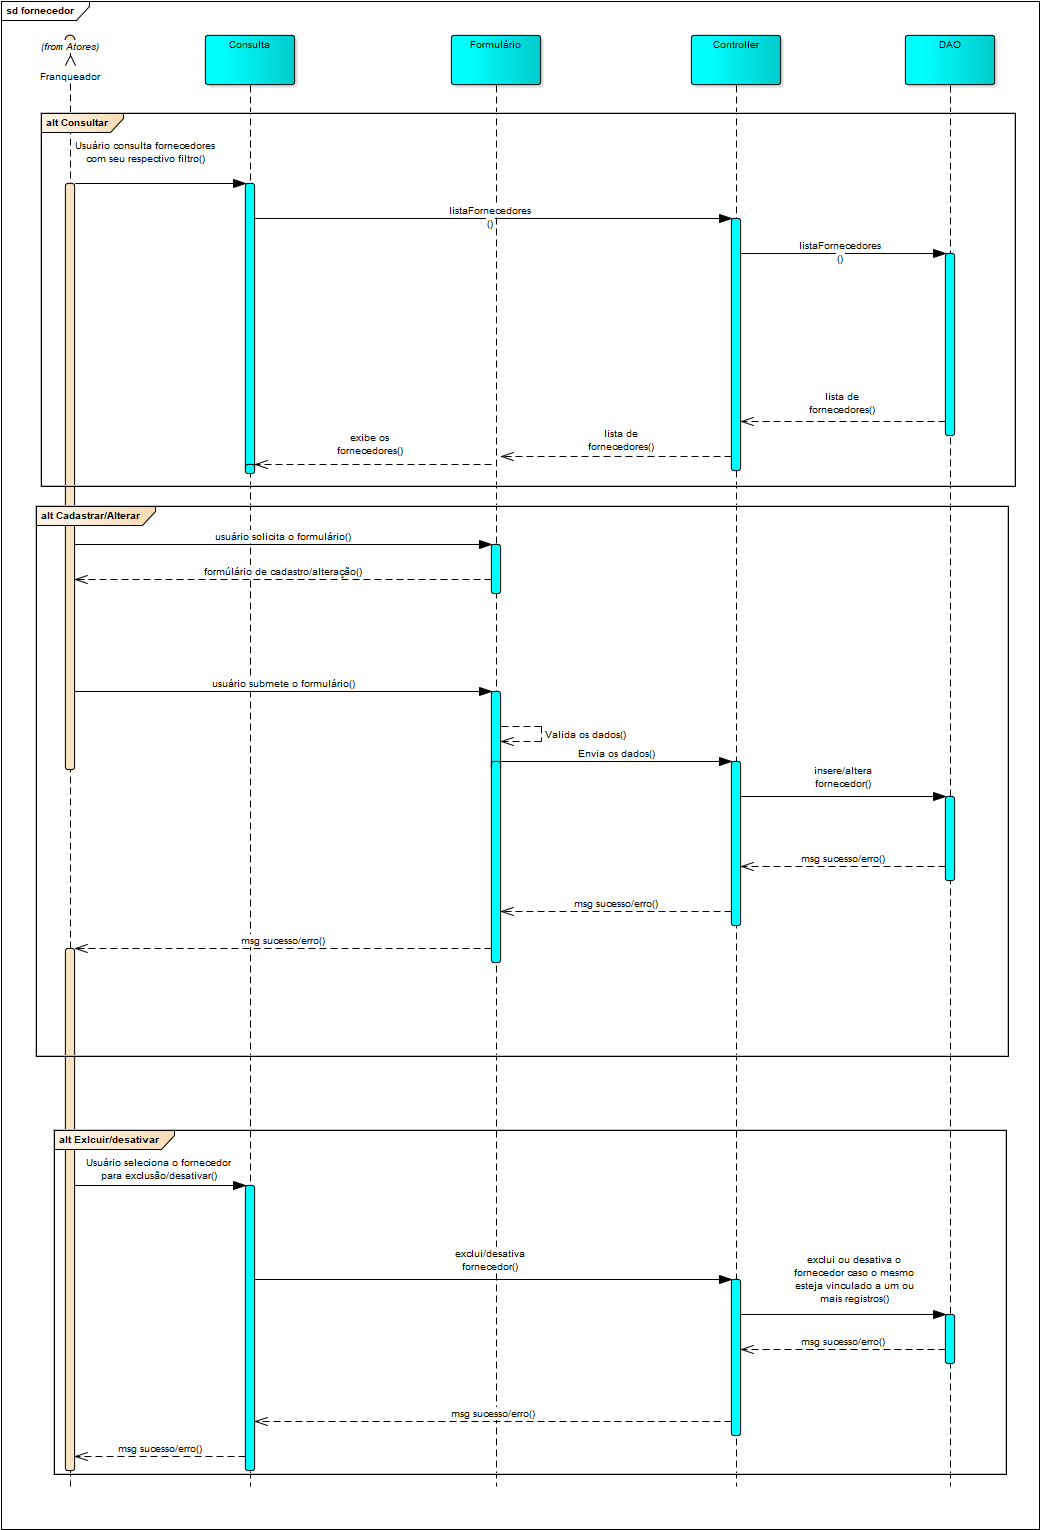 sd fornecedor
(from Atores)
Franqueador
Consulta
Formulário
Controller
DAO
alt Consultar
Usuário consulta fornecedores
com seu respectivo filtro()
listaFornecedores
()
listaFornecedores
()
lista de
fornecedores()
lista de
fornecedores()
exibe os
fornecedores()
alt Cadastrar/Alterar
usuário solicita o formulário()
formúlário de cadastro/alteração()
usuário submete o formulário()
Valida os dados()
Envia os dados()
insere/altera
fornecedor()
msg sucesso/erro()
msg sucesso/erro()
msg sucesso/erro()
alt Exlcuir/desativar
Usuário seleciona o fornecedor
para exclusão/desativar()
exclui/desativa
fornecedor()
exclui ou desativa o
fornecedor caso o mesmo
esteja vinculado a um ou
mais registros()
msg sucesso/erro()
msg sucesso/erro()
msg sucesso/erro()